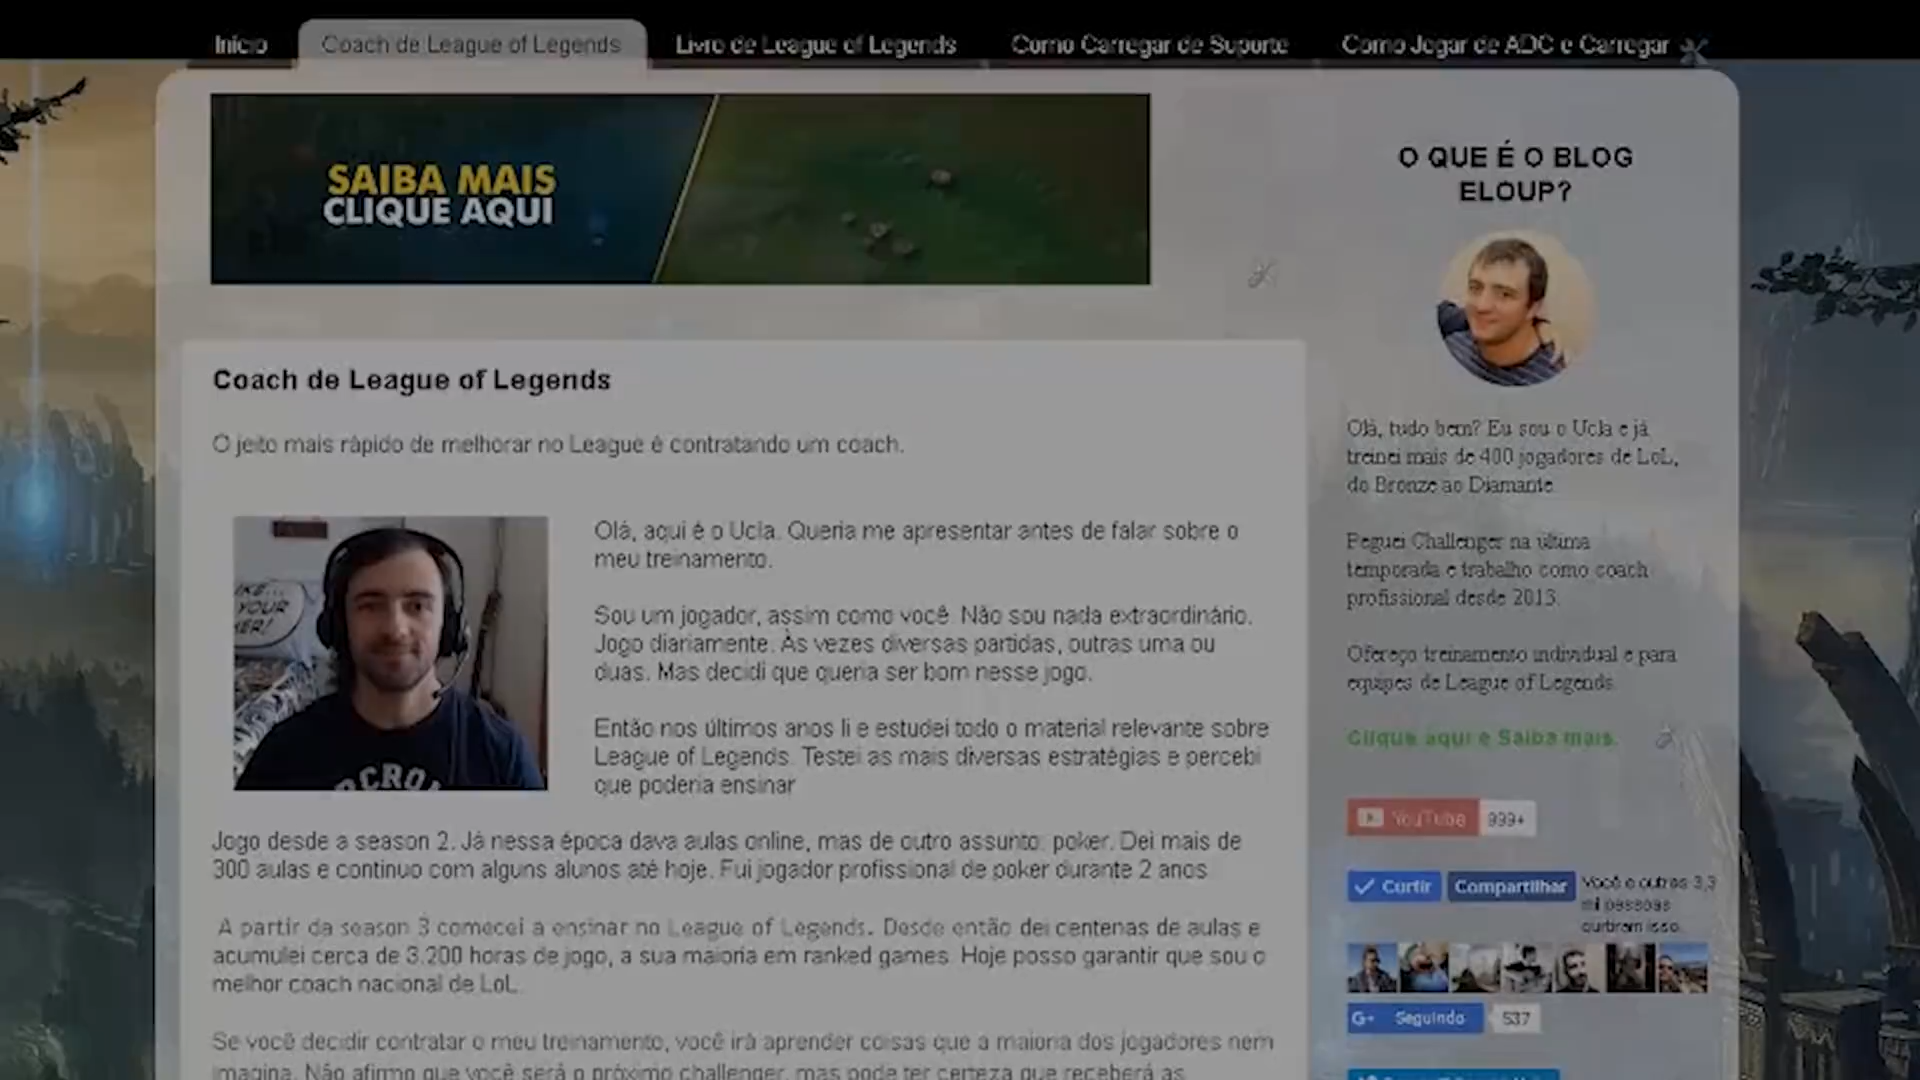 Início
Coach de League of Legends
Livro de League of Legends
Como Carregar de Suporte
Como Jogar de ADC e Carregar
SAIBA MAIS
CLIQUE AQUI
Coach de League of Legends
O jeito mais rápido de melhorar no League é contratando um coach.
Olá, aqui é o Ucla. Queria me apresentar antes de falar sobre o
meu treinamento.
Sou um jogador, assim como você. Não sou nada extraordinário.
Jogo diariamente. Às vezes diversas partidas, outras uma ou
duas. Mas decidi que queria ser bom nesse jogo.
Então nos últimos anos li e estudei todo o material relevante sobre
League of Legends. Testei as mais diversas estratégias e percebi
que poderia ensinar
Jogo desde a season 2. Já nessa época dava aulas online, mas de outro assunto: poker. Dei mais de
300 aulas e continuo com alguns alunos até hoje. Fui jogador profissional de poker durante 2 anos.
A partir da season 3 comecei a ensinar no League of Legends. Desde então dei centenas de aulas e
acumulei cerca de 3.200 horas de jogo, a sua maioria em ranked games. Hoje posso garantir que sou o
melhor coach nacional de LoL.
Se você decidir contratar o meu treinamento, você irá aprender coisas que a maioria dos jogadores nem
imagina. Não afirmo que você será o próximo challenger, mas pode ter certeza que receberá as
O QUE É O BLOG
ELOUP?
Olá, tudo bem? Eu sou o Ucla e já
treinei mais de 400 jogadores de LoL,
do Bronze ao Diamante.
Peguei Challenger na última
temporada e trabalho como coach
profissional desde 2013.
Ofereço treinamento individual e para
equipes de League of Legends.
Clique aqui e Saiba mais.
YouTube 999+
Curtir Compartilhar Você e outras 3,3
mi pessoas
curtiram isso.
G+ Seguindo 537